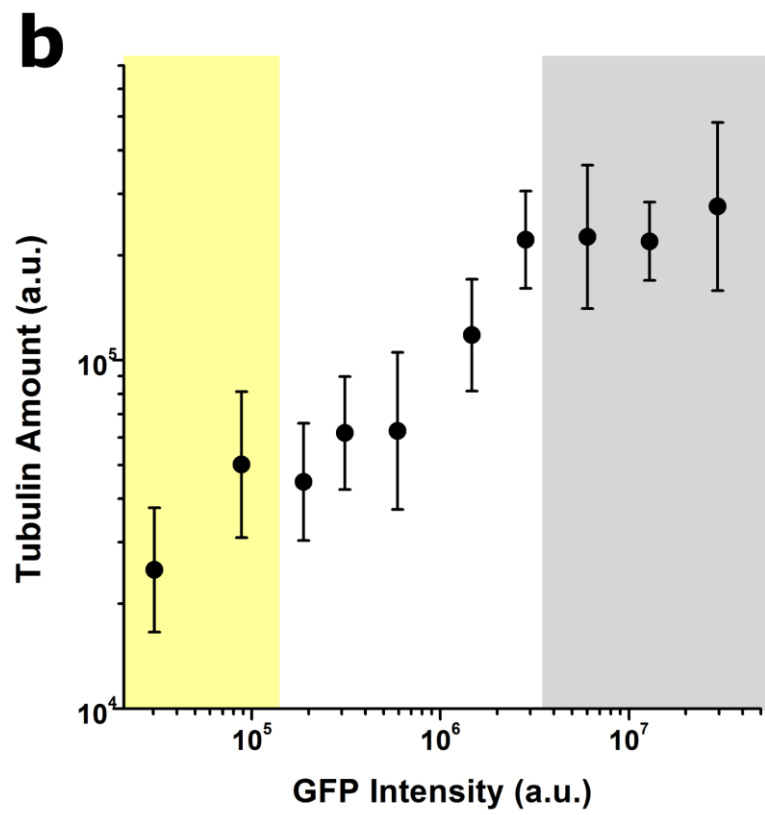 b
Tubulin Amount (a.u.)
10⁵
10⁴
10⁵ 10⁶ 10⁷
GFP Intensity (a.u.)